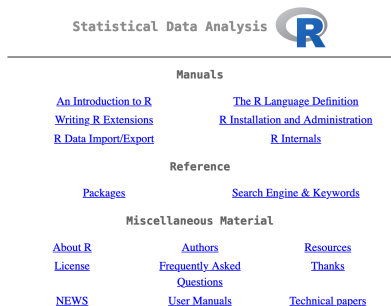 Statistical Data Analysis R
Manuals
An Introduction to R The R Language Definition
Writing R Extensions R Installation and Administration
R Data Import/Export R Internals
Reference
Packages Search Engine & Keywords
Miscellaneous Material
About R Authors Resources
License Frequently Asked Thanks
Questions
NEWS User Manuals Technical papers